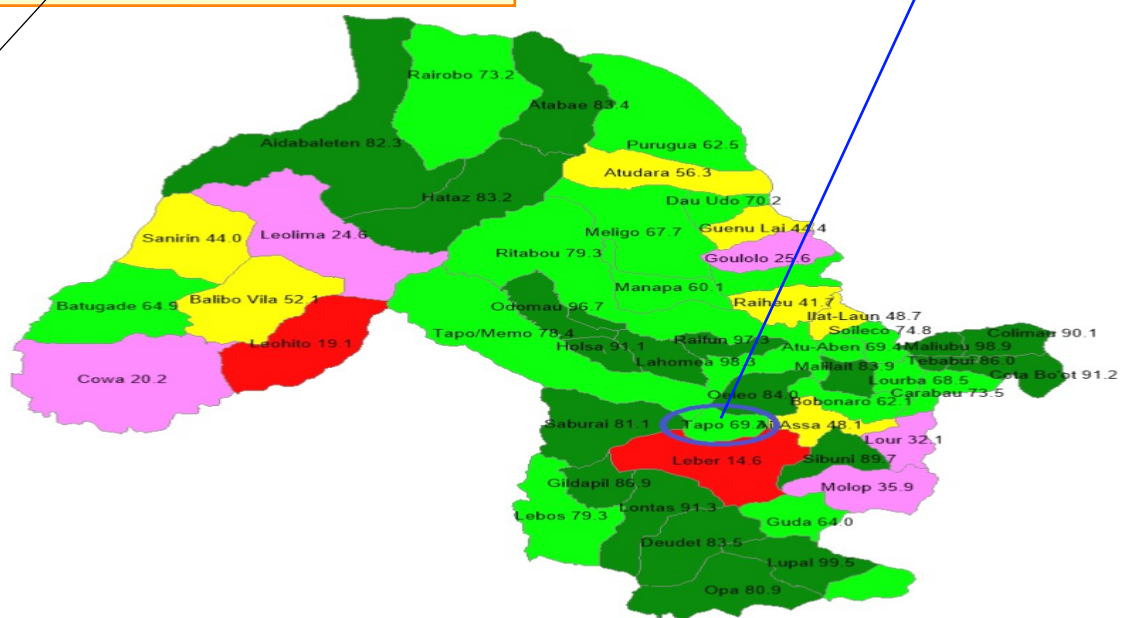 Rairobo 73.2
Atabae 83.4
Aidabaleten 82.3
Purugua 62.5
Atudara 56.3
Hataz 83.2
Dau Udo 70.2
Guenu Lai 44.4
Meligo 67.7
Leolima 24.6
Sanirin 44.0
Ritabou 79.3
Goulolo 25.6
Manapa 60.1
Balibo Vila 52.1
Batugade 64.9
Odomau 96.7
Raiheu 41.7
Ilat-Laun 48.7
Soileco 74.8
Tapo/Memo 78.4
Coliman 90.1
Leohito 19.1
Holsa 91.1
Raifun 97.3
Atu-Aben 69.4
Maliubu 98.9
Lahomea 98.3
Maliilait 83.9
Tebabui 86.0
Cota Bo'ot 91.2
Cowa 20.2
Lourba 68.5
Carabau 73.5
Oeleo 84.0
Bobonaro 62.1
Saburai 81.1
Tapo
Ai Assa 48.1
Lour 32.1
Leber 14.6
Sibuni 89.7
Gildapil 86.9
Molop 35.9
Lontas 91.3
Lebos 79.3
Guda 64.0
Deudet 83.5
Lupal 99.5
Opa 80.9